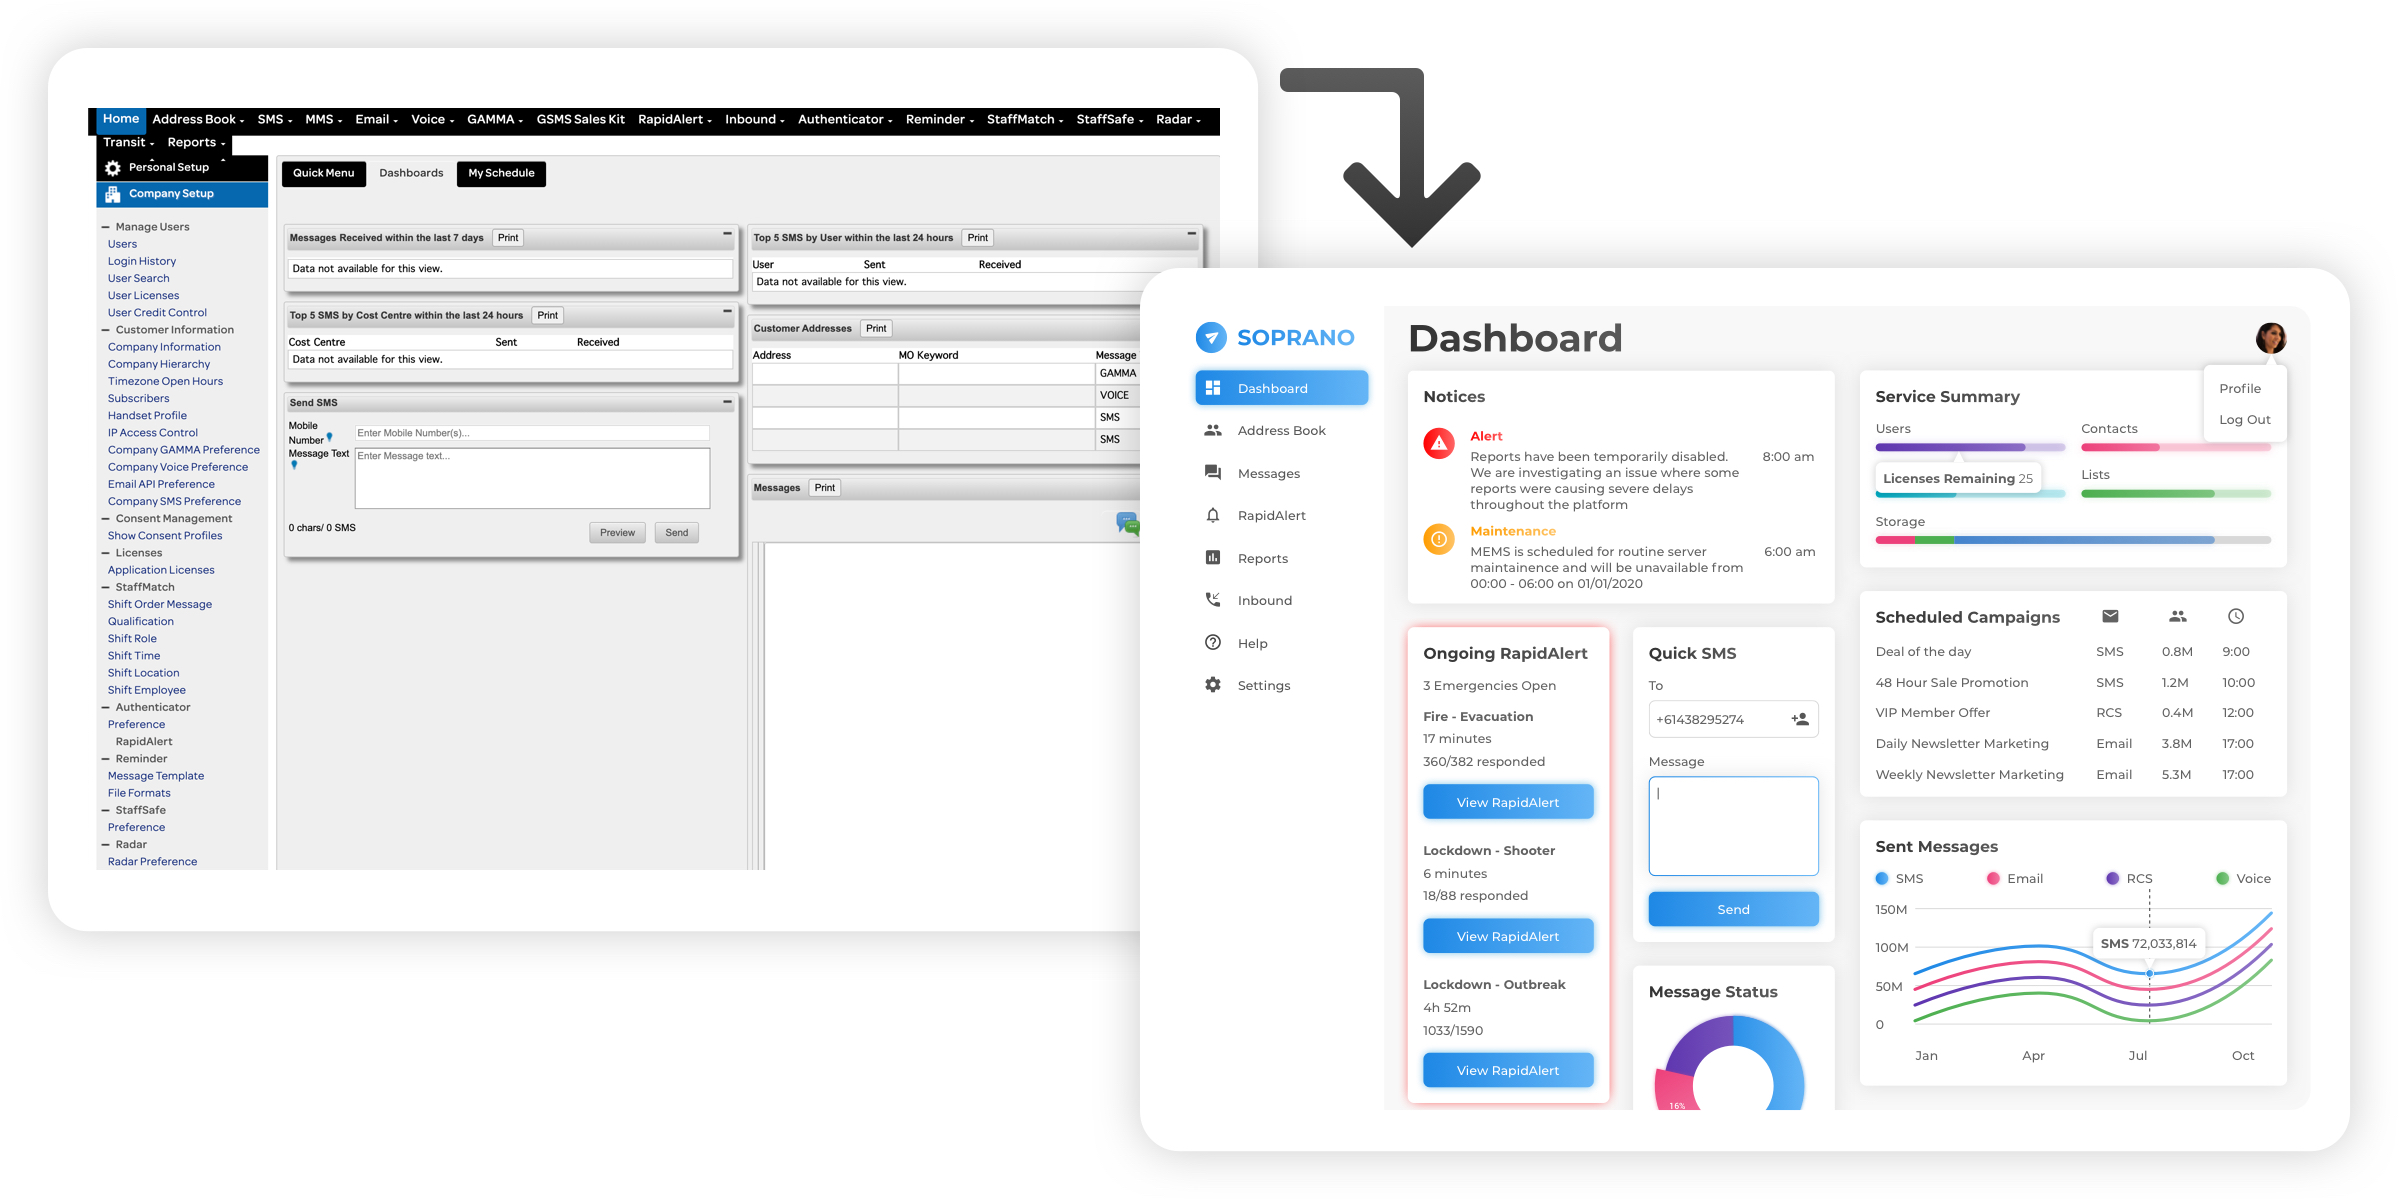 Home Address Book SMS MMS Email Voice GAMMA GSMS Sales Kit RapidAlert Inbound Authenticator Reminder StaffMatch StaffSafe Radar
Transit Reports
Personal Setup
Company Setup
Manage Users
Users
Login History
User Search
User Licenses
User Credit Control
Customer Information
Company Information
Company Hierarchy
Timezone Open Hours
Subscribers
Handset Profile
IP Access Control
Company GAMMA Preference
Company Voice Preference
Email API Preference
Company SMS Preference
Consent Management
Show Consent Profiles
Licenses
Application Licenses
StaffMatch
Shift Order Message
Qualification
Shift Role
Shift Time
Shift Location
Shift Employee
Authenticator
Preference
RapidAlert
Reminder
Message Template
File Formats
StaffSafe
Preference
Radar
Radar Preference
Quick Menu Dashboards My Schedule
Messages Received within the last 7 days Print
Data not available for this view.
Top 5 SMS by Cost Centre within the last 24 hours Print
Cost Centre Sent Received
Data not available for this view.
Send SMS
Mobile
Number
Enter Mobile Number(s)...
Message Text
Enter Message text...
0 chars/ 0 SMS
Preview Send
Top 5 SMS by User within the last 24 hours Print
User Sent Received
Data not available for this view.
Customer Addresses Print
Address MO Keyword Message
GAMMA
VOICE
SMS
SMS
Messages Print
SOPRANO
Dashboard
Address Book
Messages
RapidAlert
Reports
Inbound
Help
Settings
Dashboard
Profile
Log Out
Notices
Alert
Reports have been temporarily disabled. 8:00 am
We are investigating an issue where some
reports were causing severe delays
throughout the platform
Maintenance
MEMS is scheduled for routine server 6:00 am
maintainence and will be unavailable from
00:00 - 06:00 on 01/01/2020
Ongoing RapidAlert
3 Emergencies Open
Fire - Evacuation
17 minutes
360/382 responded
View RapidAlert
Lockdown - Shooter
6 minutes
18/88 responded
View RapidAlert
Lockdown - Outbreak
4h 52m
1033/1590
View RapidAlert
Quick SMS
To
+61438295274
Message
Send
Message Status
16%
Service Summary
Users Contacts
Licenses Remaining 25
Lists
Storage
Scheduled Campaigns
Deal of the day SMS 0.8M 9:00
48 Hour Sale Promotion SMS 1.2M 10:00
VIP Member Offer RCS 0.4M 12:00
Daily Newsletter Marketing Email 3.8M 17:00
Weekly Newsletter Marketing Email 5.3M 17:00
Sent Messages
SMS Email RCS Voice
150M
100M
50M
0
SMS 72,033,814
Jan Apr Jul Oct